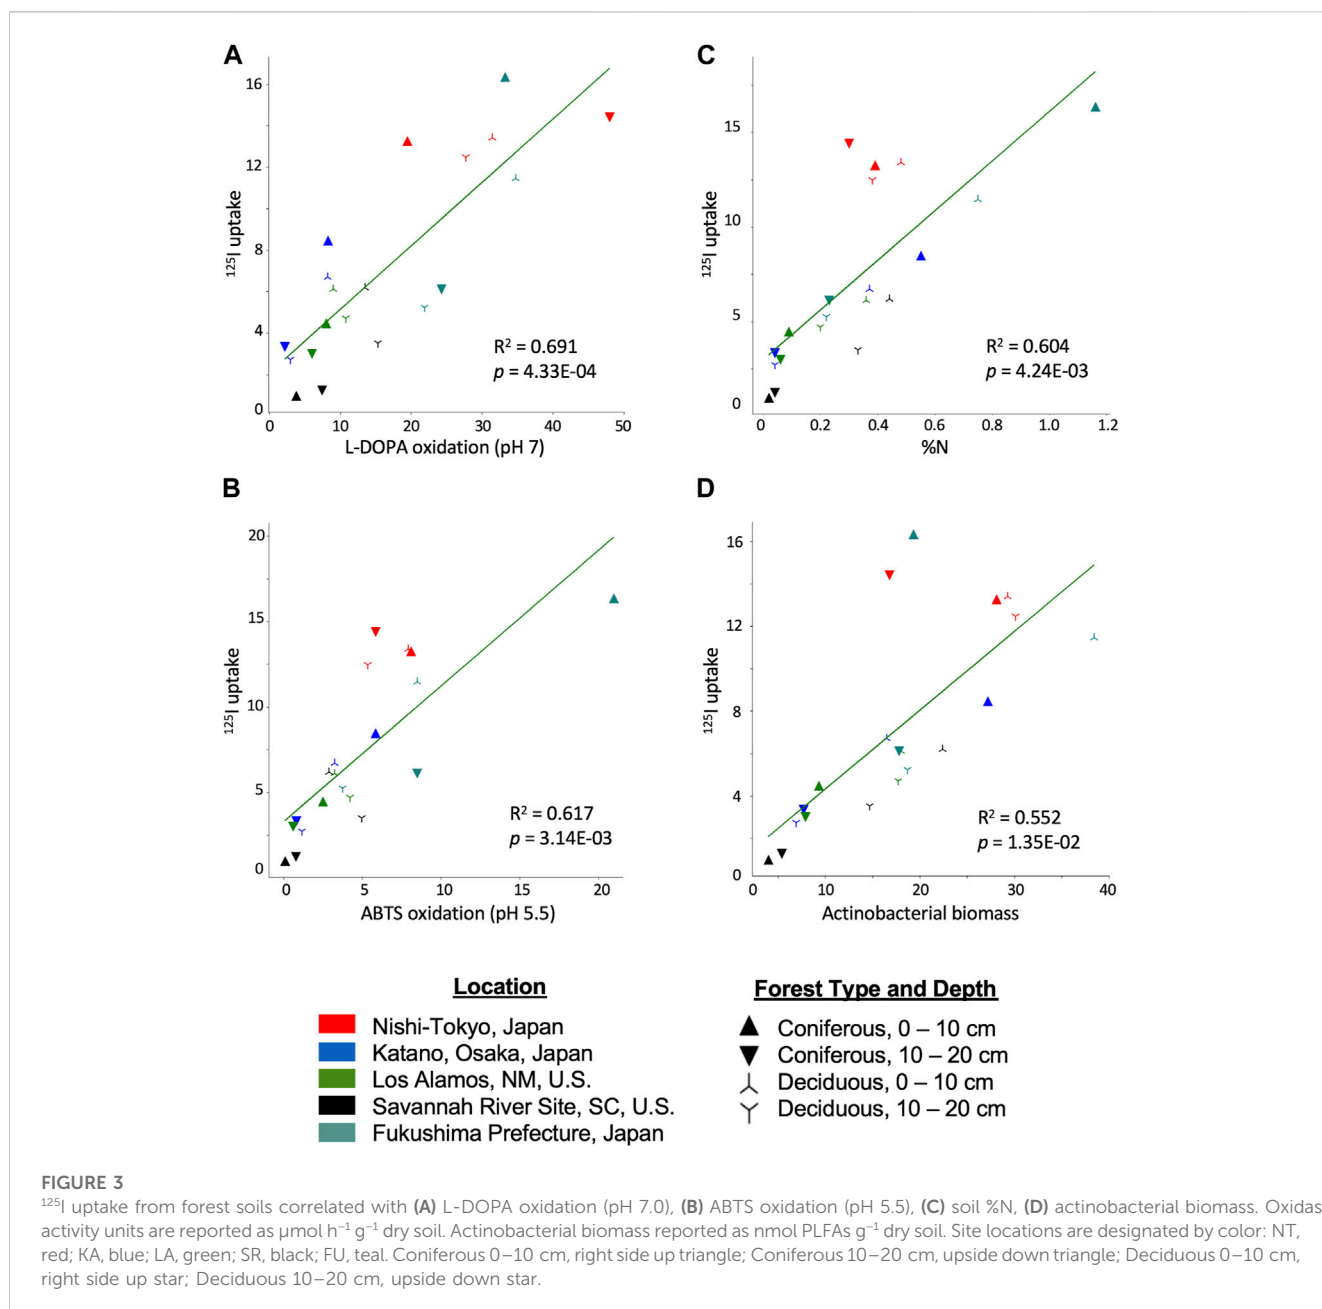 A
16
12
8
4
0
¹²⁵I uptake
R² = 0.691
p = 4.33E-04
0 10 20 30 40 50
L-DOPA oxidation (pH 7)
C
15
10
5
0
¹²⁵I uptake
R² = 0.604
p = 4.24E-03
0 0.2 0.4 0.6 0.8 1.0 1.2
%N
B
20
15
10
5
0
¹²⁵I uptake
R² = 0.617
p = 3.14E-03
0 5 10 15 20
ABTS oxidation (pH 5.5)
D
16
12
8
4
0
¹²⁵I uptake
R² = 0.552
p = 1.35E-02
0 10 20 30 40
Actinobacterial biomass
Location
Nishi-Tokyo, Japan
Katano, Osaka, Japan
Los Alamos, NM, U.S.
Savannah River Site, SC, U.S.
Fukushima Prefecture, Japan
Forest Type and Depth
Coniferous, 0 – 10 cm
Coniferous, 10 – 20 cm
Deciduous, 0 – 10 cm
Deciduous, 10 – 20 cm
FIGURE 3
¹²⁵I uptake from forest soils correlated with (A) L-DOPA oxidation (pH 7.0), (B) ABTS oxidation (pH 5.5), (C) soil %N, (D) actinobacterial biomass. Oxidas
activity units are reported as μmol h⁻¹ g⁻¹ dry soil. Actinobacterial biomass reported as nmol PLFAs g⁻¹ dry soil. Site locations are designated by color: NT,
red; KA, blue; LA, green; SR, black; FU, teal. Coniferous 0–10 cm, right side up triangle; Coniferous 10–20 cm, upside down triangle; Deciduous 0–10 cm,
right side up star; Deciduous 10–20 cm, upside down star.